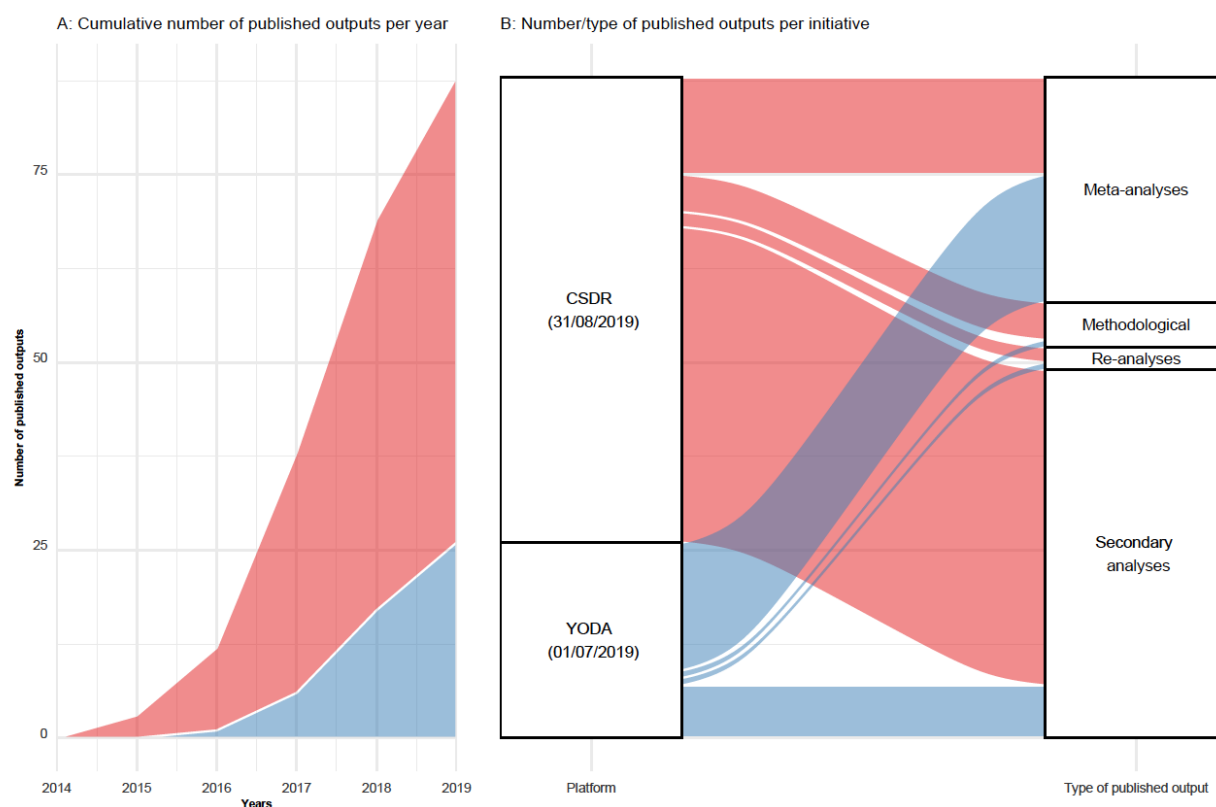 A: Cumulative number of published outputs per year
B: Number/type of published outputs per initiative
Number of published outputs
75
50
25
0
2014
2015
2016
2017
2018
2019
Years
CSDR
(31/08/2019)
YODA
(01/07/2019)
Meta-analyses
Methodological
Re-analyses
Secondary
analyses
Platform
Type of published output